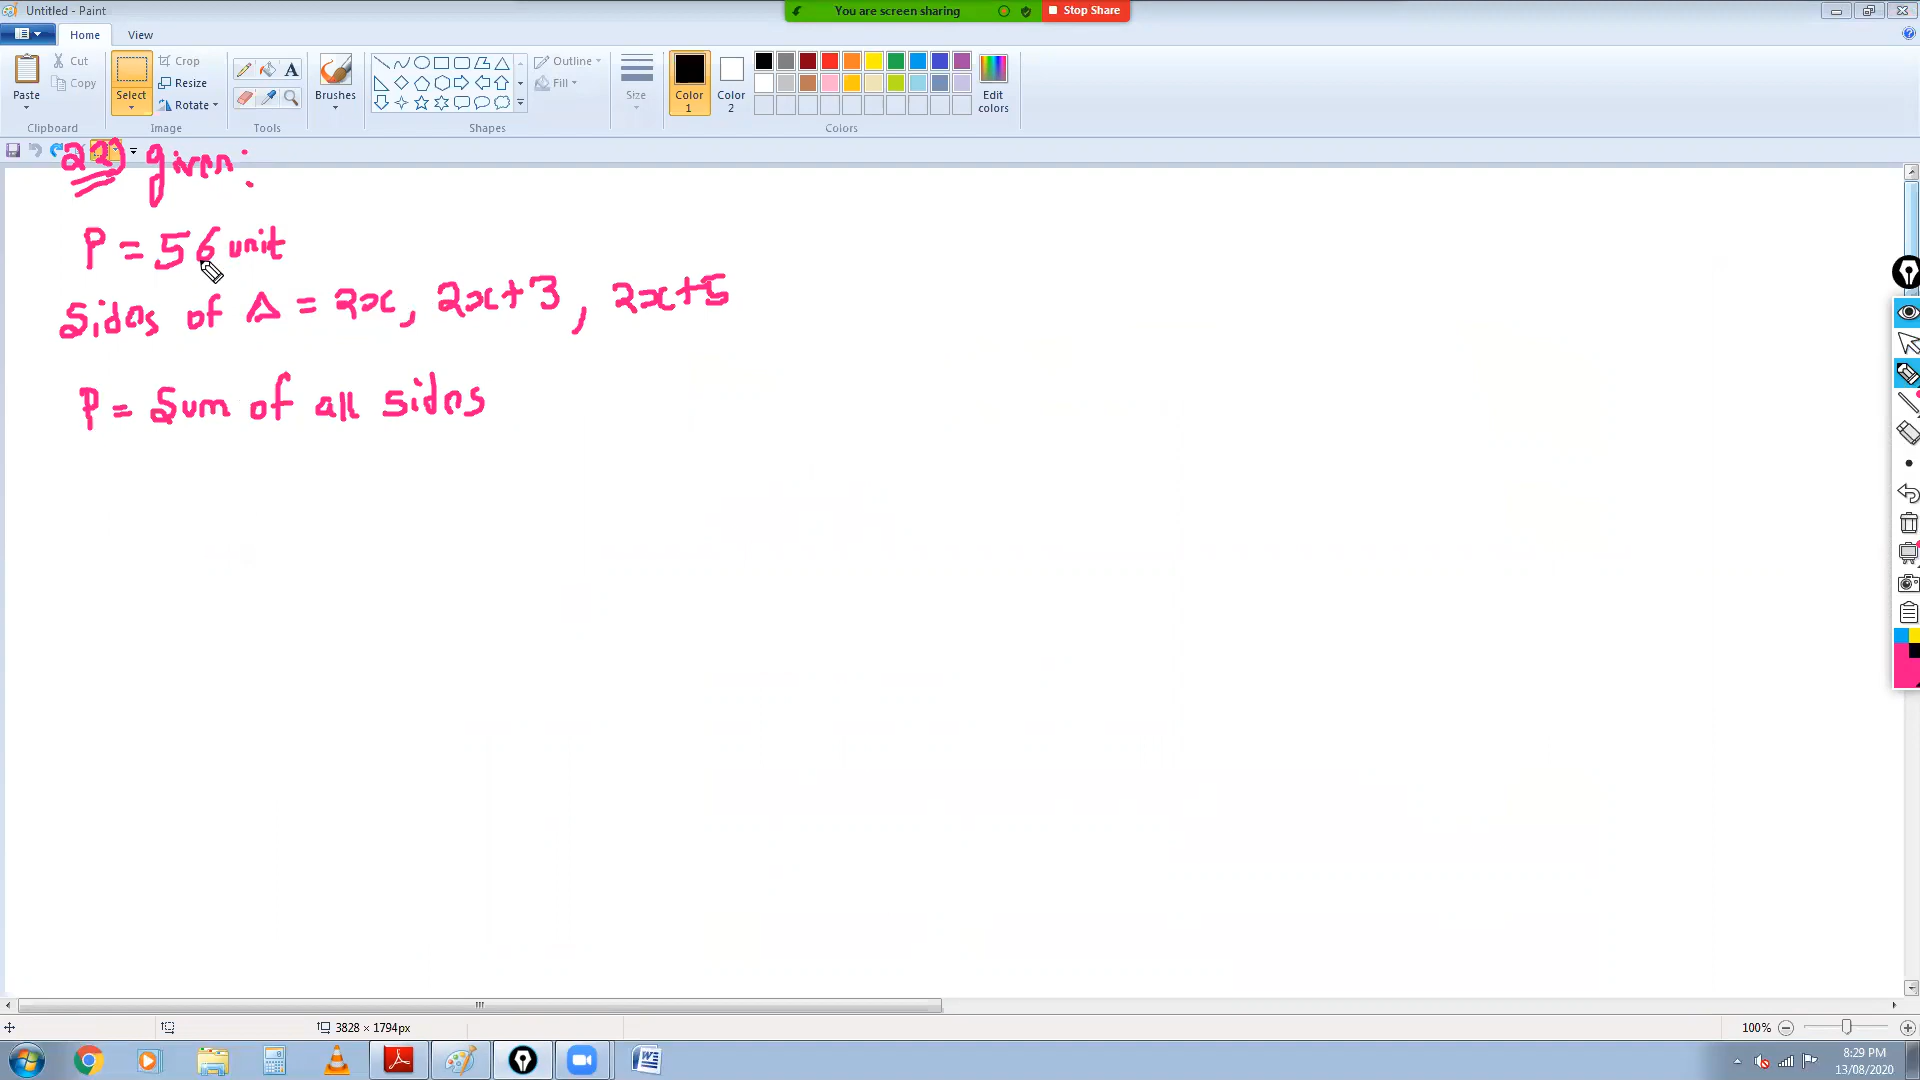 Untitled - Paint
You are screen sharing
Stop Share
Home
View
Paste
Cut
Copy
Clipboard
Select
Crop
Resize
Rotate
Image
Tools
Brushes
Shapes
Outline
Fill
Size
Color 1
Color 2
Edit colors
Colors
22) given:
P = 56 unit
Sides of Δ = 2x, 2x+3, 2x+5
P = Sum of all sides
3828 × 1794px
100%
8:29 PM
13/08/2020